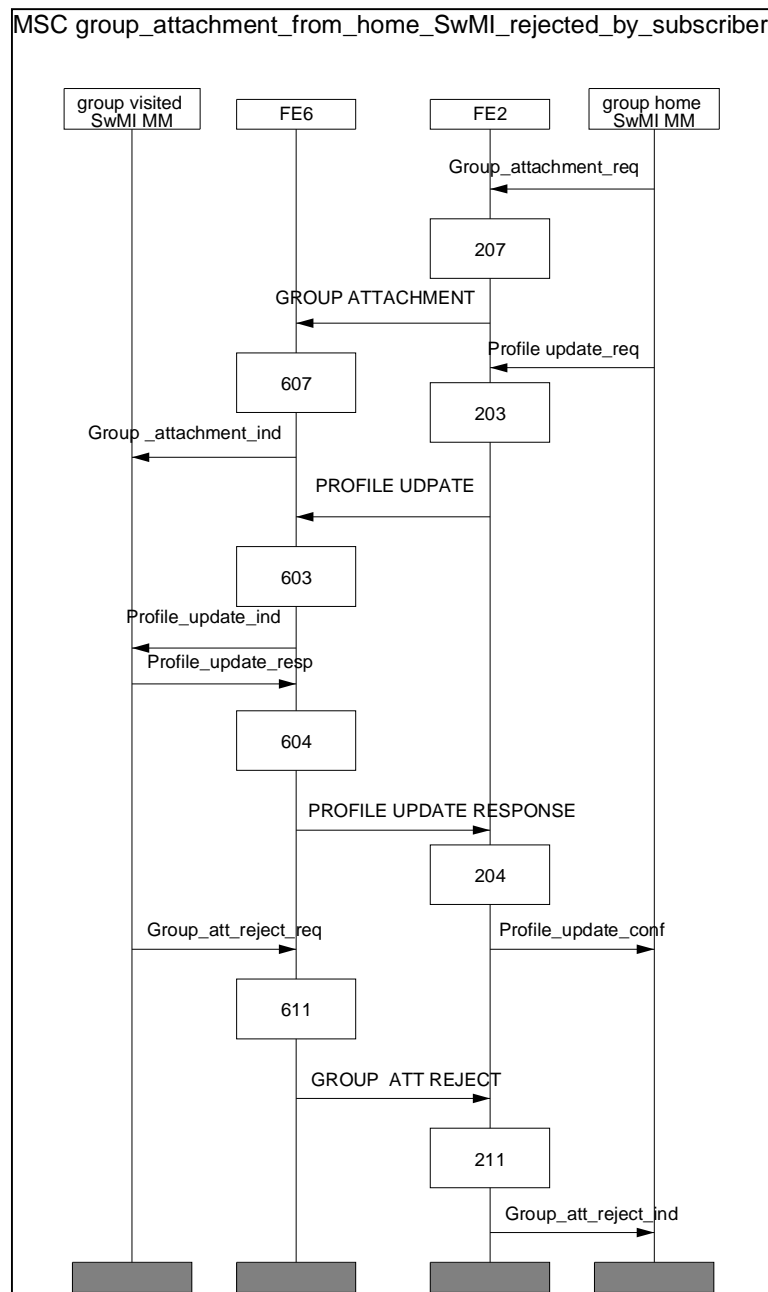 MSC group_attachment_from_home_SwMI_rejected_by_subscriber
group visited
SwMI MM
FE6
FE2
group home
SwMI MM
Group_attachment_req
207
GROUP ATTACHMENT
Profile update_req
607
203
Group _attachment_ind
PROFILE UDPATE
603
Profile_update_ind
Profile_update_resp
604
PROFILE UPDATE RESPONSE
204
Group_att_reject_req
Profile_update_conf
611
GROUP  ATT REJECT
211
Group_att_reject_ind